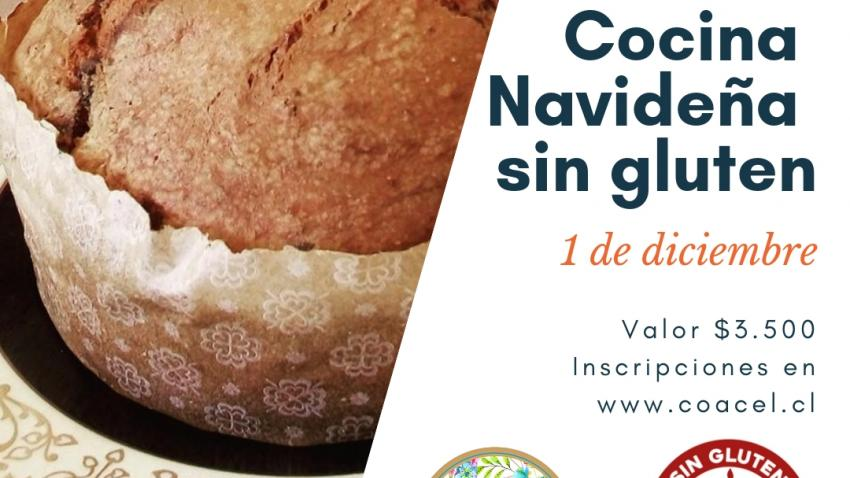 Cocina
Navideña
sin gluten
1 de diciembre
Valor $3.500
Inscripciones en
www.coacel.cl
SIN GLUTEN